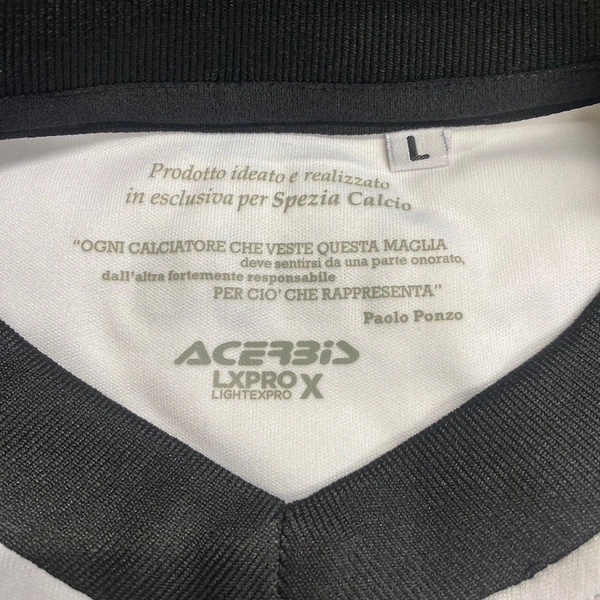 L
Prodotto ideato e realizzato
in esclusiva per Spezia Calcio
“OGNI CALCIATORE CHE VESTE QUESTA MAGLIA
deve sentirsi da una parte onorato,
dall'altra fortemente responsabile
PER CIO' CHE RAPPRESENTA”
Paolo Ponzo
ACERBIS
LXPRO X
LIGHTEXPRO